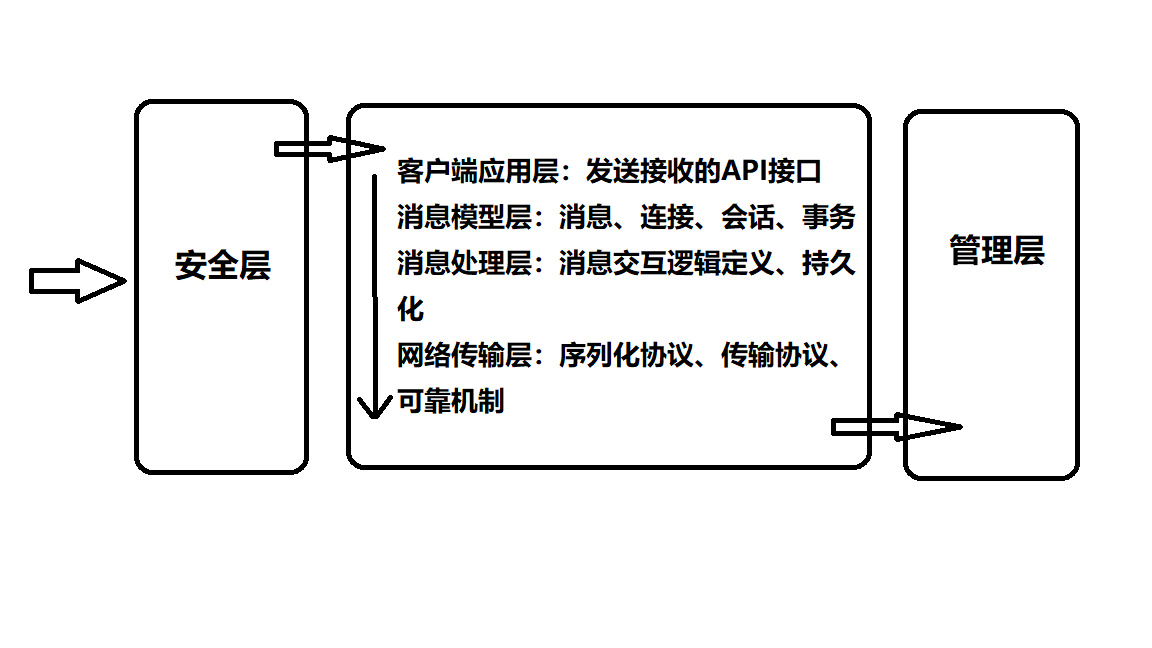 安全层
客户端应用层：发送接收的API接口
消息模型层：消息、连接、会话、事务
消息处理层：消息交互逻辑定义、持久
化
网络传输层：序列化协议、传输协议、
可靠机制
管理层